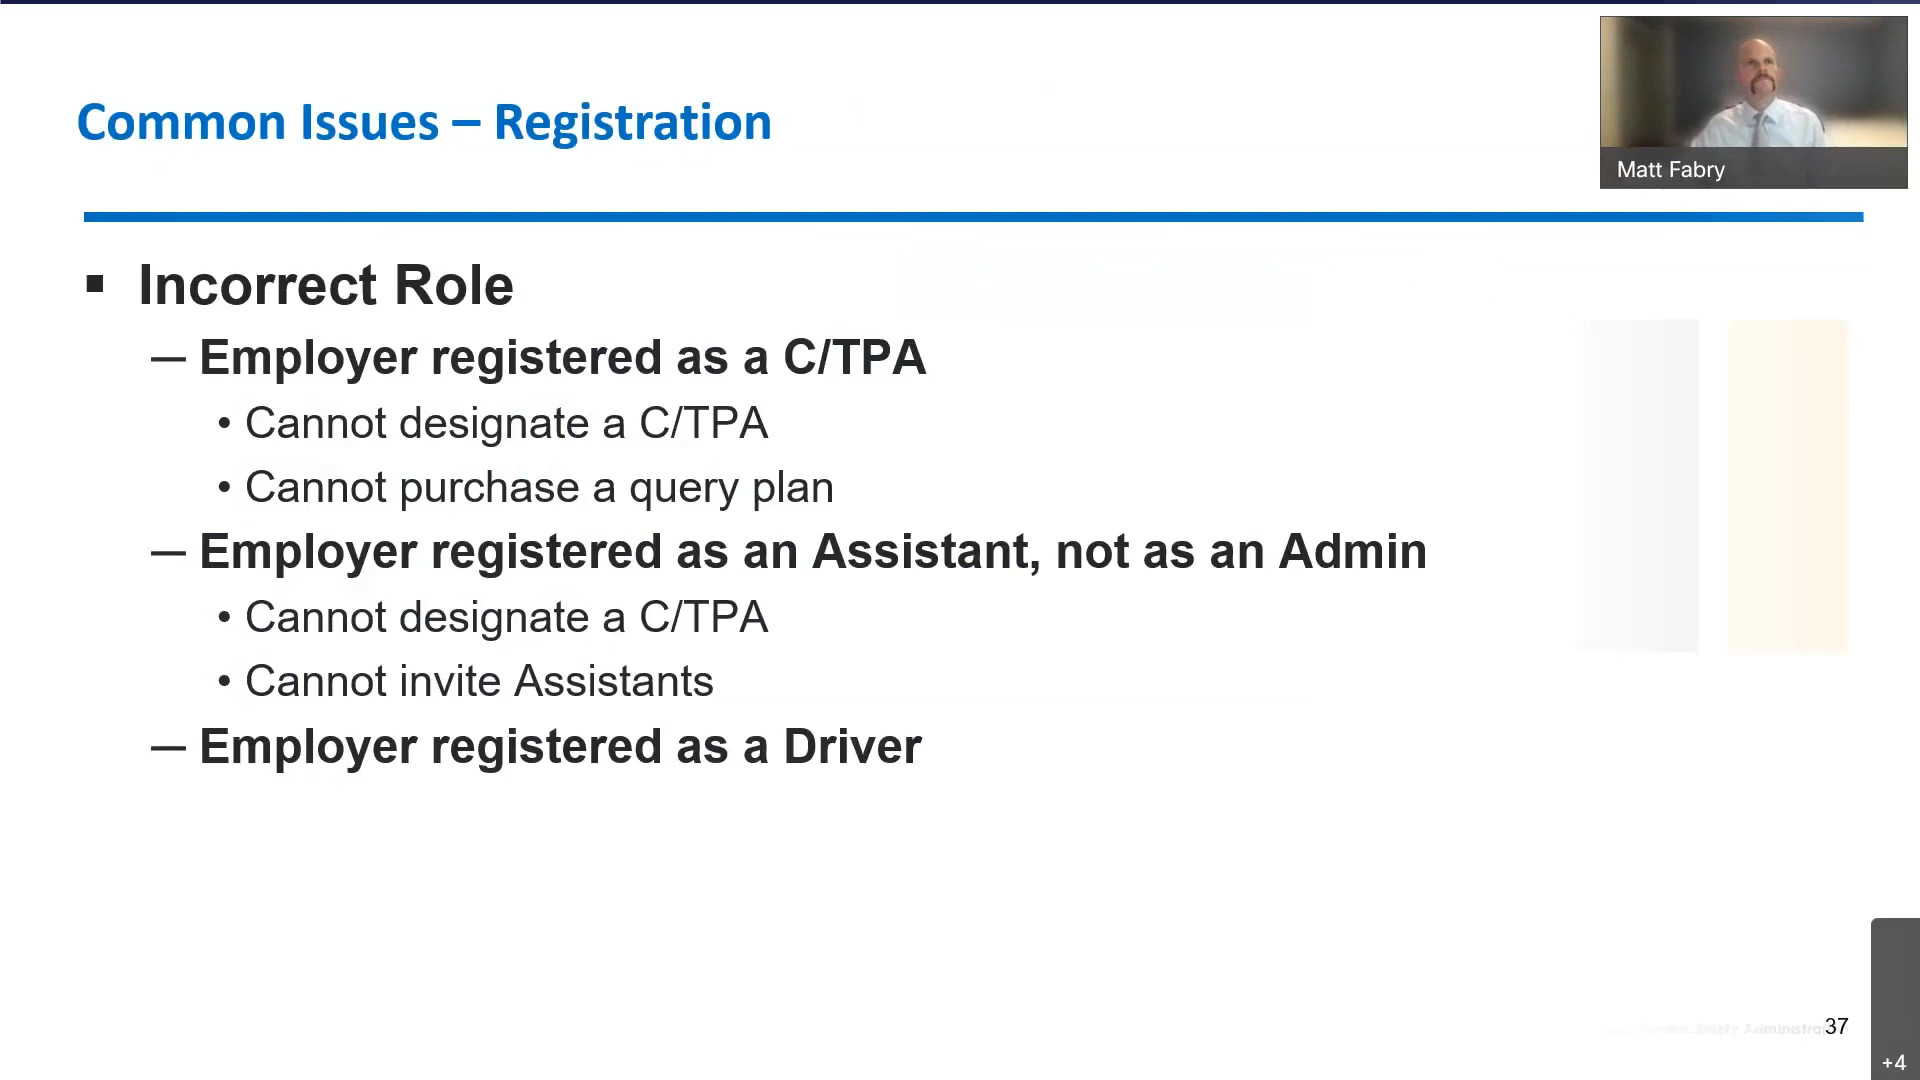 Common Issues – Registration
Matt Fabry
▪ Incorrect Role
— Employer registered as a C/TPA
• Cannot designate a C/TPA
• Cannot purchase a query plan
— Employer registered as an Assistant, not as an Admin
• Cannot designate a C/TPA
• Cannot invite Assistants
— Employer registered as a Driver
37
+4